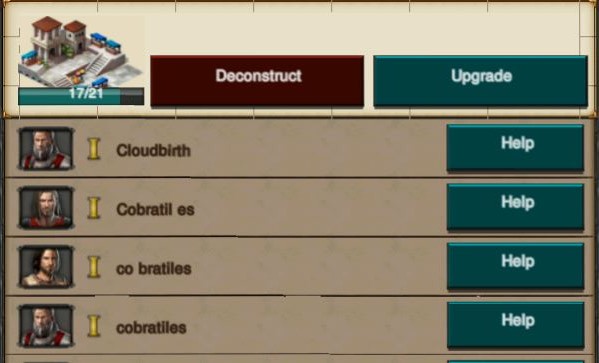 17/21
Deconstruct
Upgrade
I Cloudbirth
Help
I Cobratil es
Help
I co bratiles
Help
I cobratiles
Help